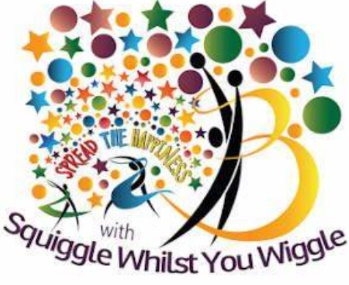 SPREAD THE HAPPINESS
with
Squiggle Whilst You Wiggle